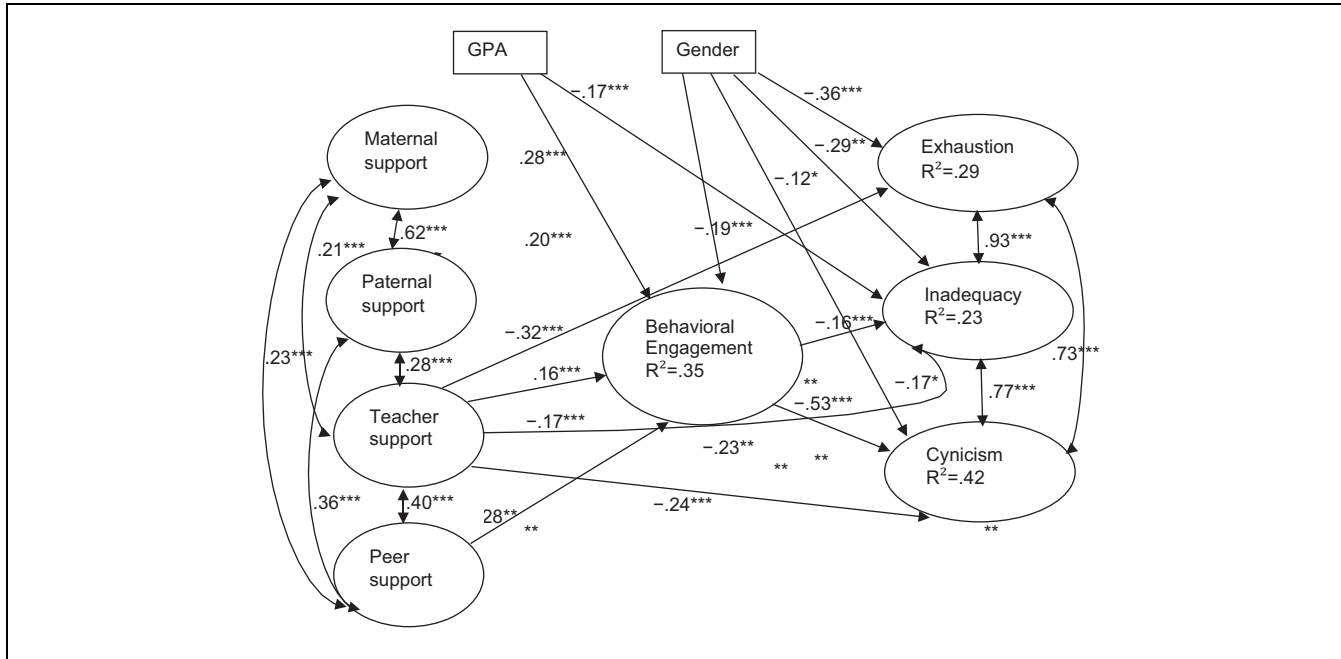 GPA
Gender
−.17***
−.36***
Maternal
support
.28***
−.29**
Exhaustion
R²=.29
−.12*
.62***
.21***
.20***
−.19***
.93***
Paternal
support
Inadequacy
R²=.23
−.32***
Behavioral
Engagement
R²=.35
−.16***
.23***
.28***
.73***
.16***
**
−.17*
.77***
Teacher
support
−.17***
−.53***
−.23**
**
**
Cynicism
R²=.42
.36***
.40***
28**
−.24***
**
**
Peer
support